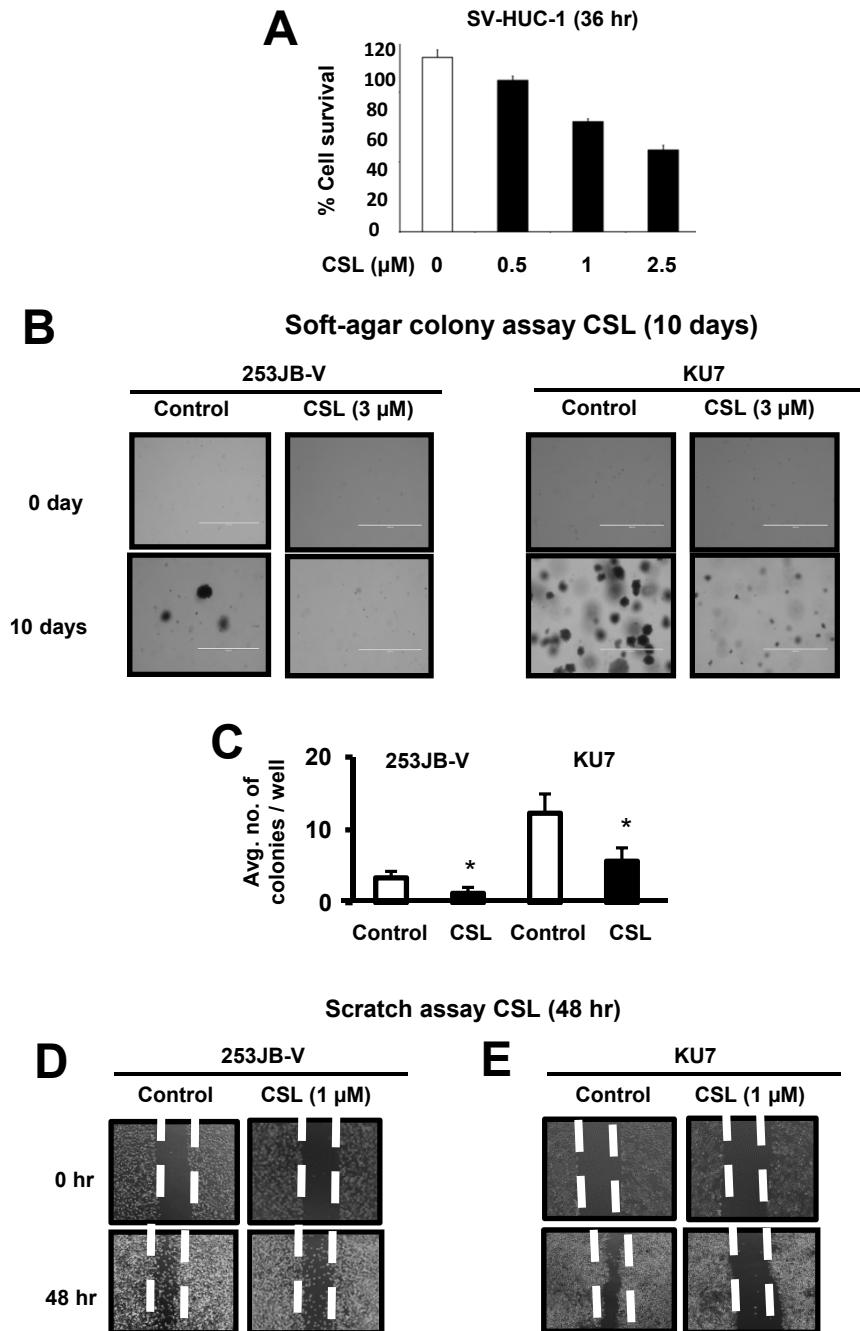 A
SV-HUC-1 (36 hr)
% Cell survival
120
100
80
60
40
20
0
CSL (µM) 0 0.5 1 2.5
B
Soft-agar colony assay CSL (10 days)
253JB-V KU7
Control CSL (3 µM) Control CSL (3 µM)
0 day
10 days
C
Avg. no. of
colonies / well
20
10
0
253JB-V KU7
* *
Control CSL Control CSL
Scratch assay CSL (48 hr)
D 253JB-V E KU7
Control CSL (1 µM) Control CSL (1 µM)
0 hr
48 hr